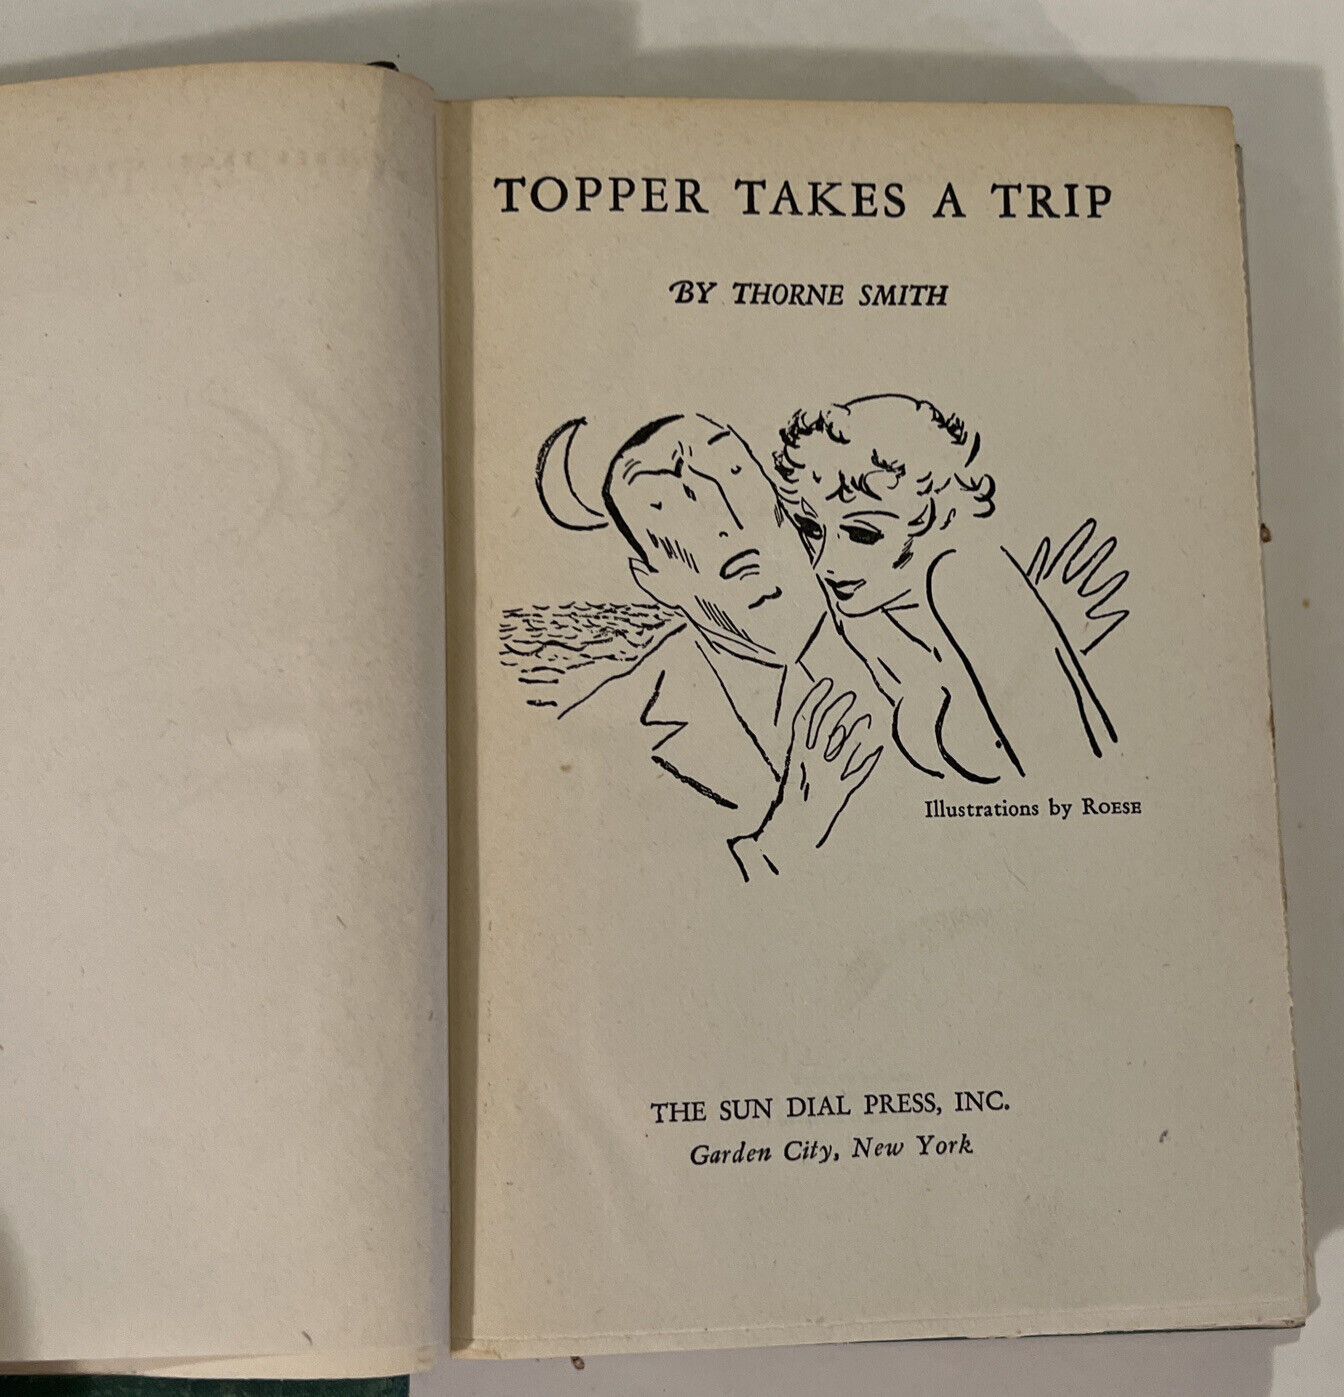 TOPPER TAKES A TRIP
BY THORNE SMITH
Illustrations by ROESE
THE SUN DIAL PRESS, INC.
Garden City, New York